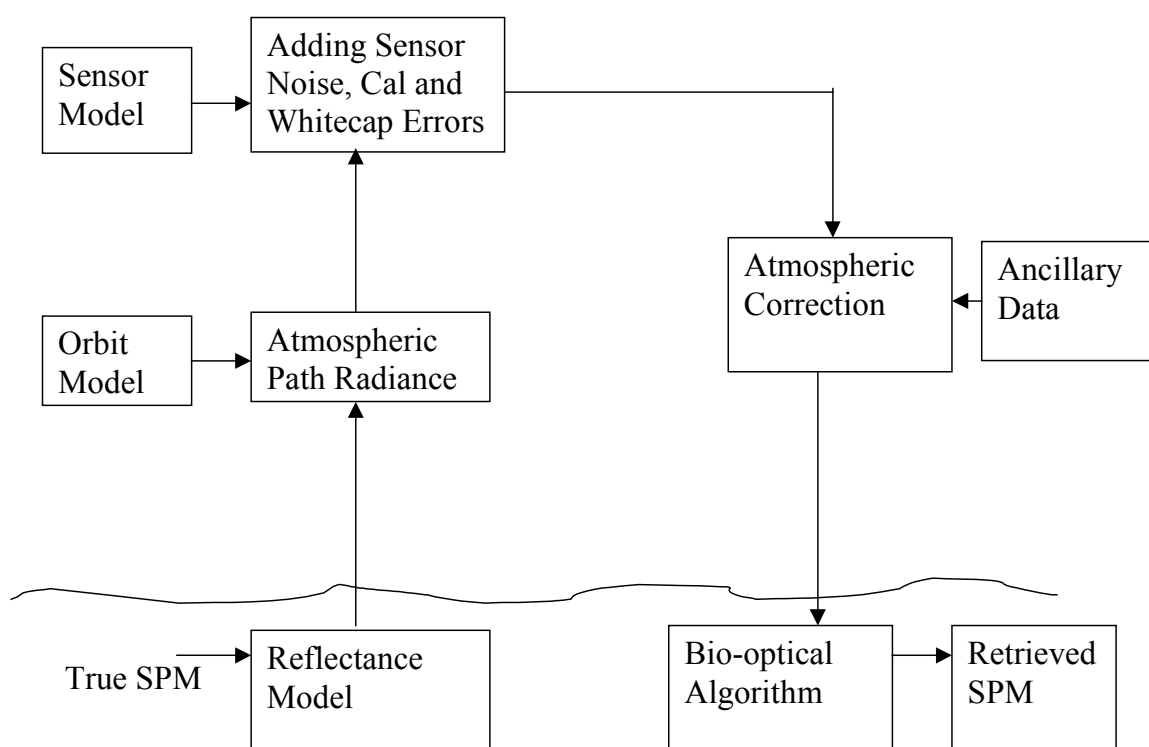 Sensor
Model
Adding Sensor
Noise, Cal and
Whitecap Errors
Atmospheric
Correction
Ancillary
Data
Orbit
Model
Atmospheric
Path Radiance
True SPM
Reflectance
Model
Bio-optical
Algorithm
Retrieved
SPM